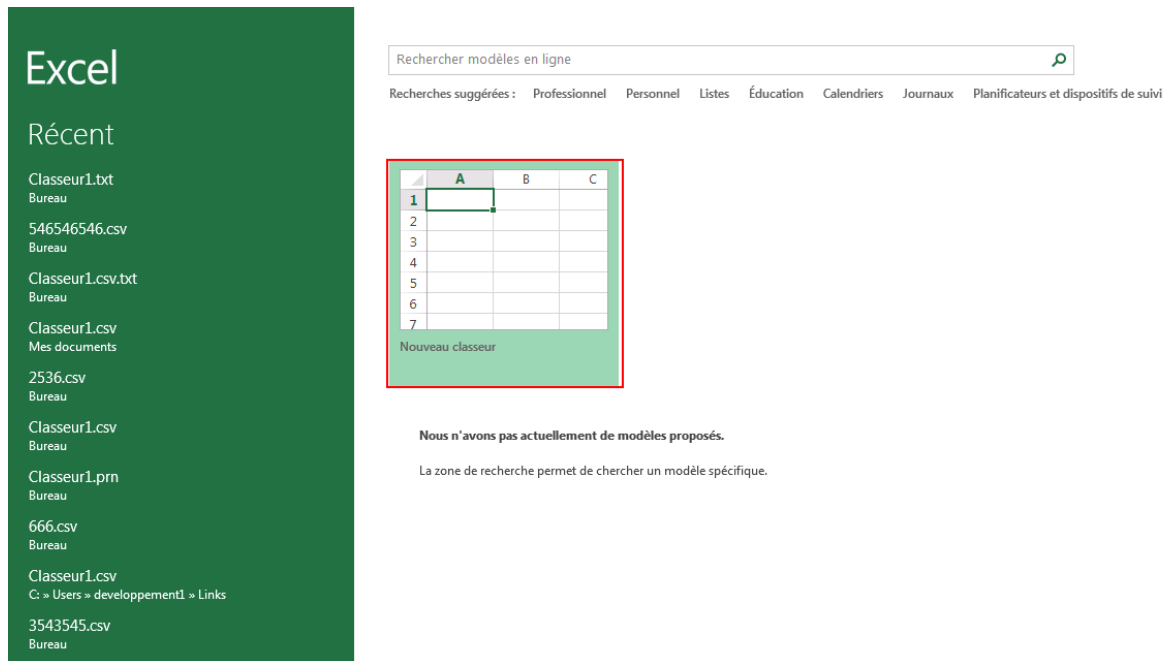 Excel
Récent
Classeur1.txt
Bureau
546546546.csv
Bureau
Classeur1.csv.txt
Bureau
Classeur1.csv
Mes documents
2536.csv
Bureau
Classeur1.csv
Bureau
Classeur1.prn
Bureau
666.csv
Bureau
Classeur1.csv
C: » Users » developpement1 » Links
3543545.csv
Bureau
Rechercher modèles en ligne
Recherches suggérées : Professionnel Personnel Listes Éducation Calendriers Journaux Planificateurs et dispositifs de suivi
A B C
1
2
3
4
5
6
7
Nouveau classeur
Nous n'avons pas actuellement de modèles proposés.
La zone de recherche permet de chercher un modèle spécifique.